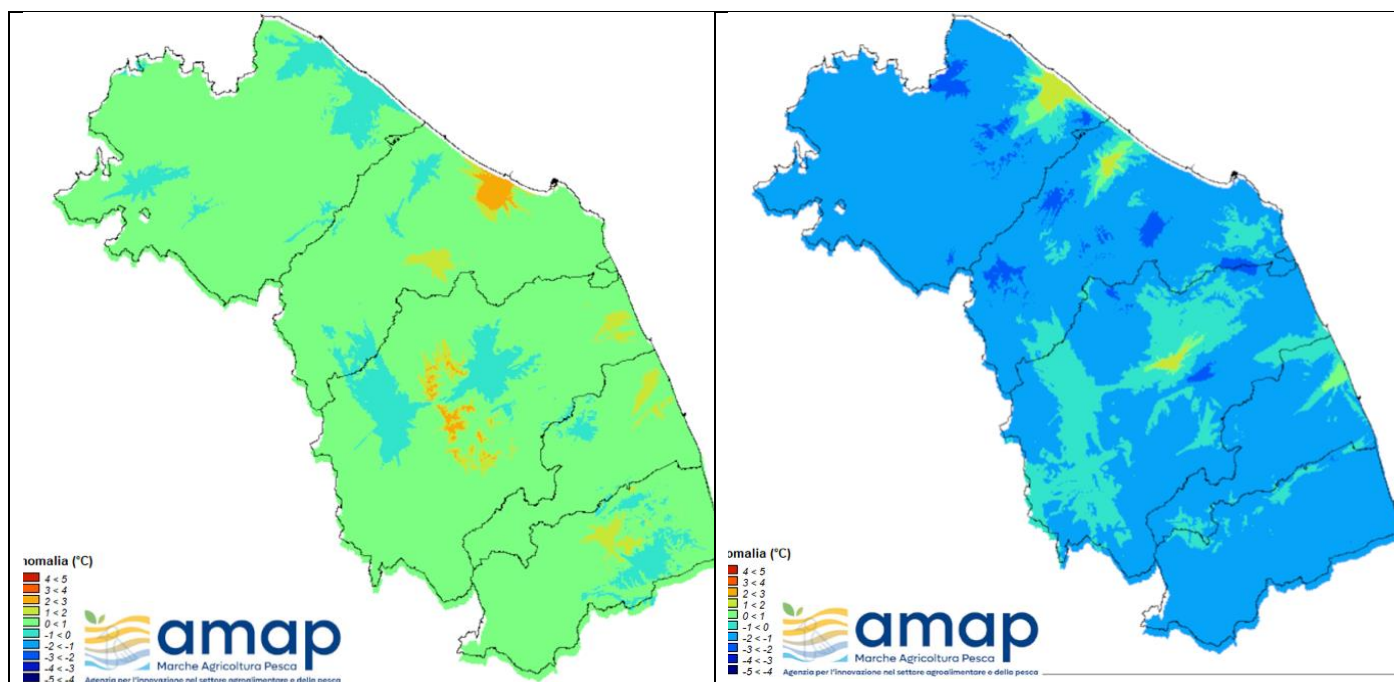 nomalia (°C)
4 < 5
3 < 4
2 < 3
1 < 2
0 < 1
-1 < 0
-2 < -1
-3 < -2
-4 < -3
-5 < -4
amap
Marche Agricoltura Pesca
Agenzia per l'innovazione nel settore agroalimentare e della pesca
omalia (°C)
4 < 5
3 < 4
2 < 3
1 < 2
0 < 1
-1 < 0
-2 < -1
-3 < -2
-4 < -3
-5 < -4
amap
Marche Agricoltura Pesca
Agenzia per l'innovazione nel settore agroalimentare e della pesca